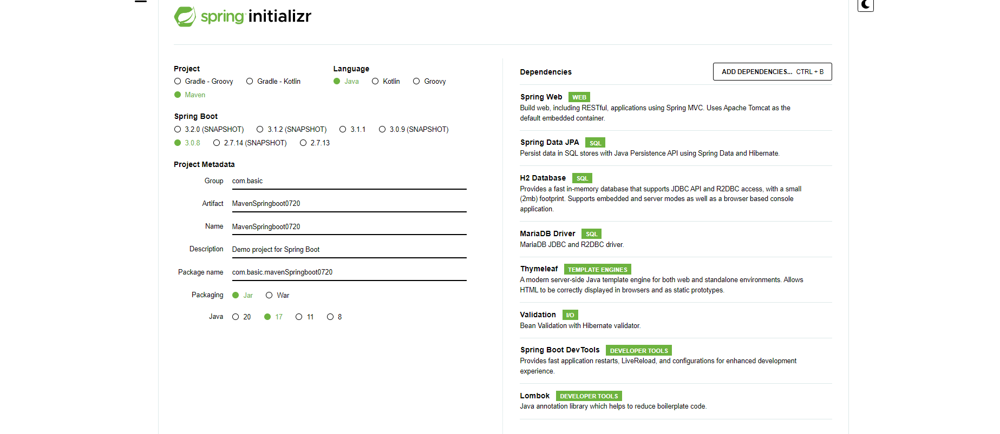 spring initializr
Project
Gradle - Groovy Gradle - Kotlin
Maven
Language
Java Kotlin Groovy
Spring Boot
3.2.0 (SNAPSHOT) 3.1.2 (SNAPSHOT) 3.1.1 3.0.9 (SNAPSHOT)
3.0.8 2.7.14 (SNAPSHOT) 2.7.13
Project Metadata
Group com.basic
Artifact MavenSpringboot0720
Name MavenSpringboot0720
Description Demo project for Spring Boot
Package name com.basic.mavenSpringboot0720
Packaging Jar War
Java 20 17 11 8
Dependencies ADD DEPENDENCIES... CTRL + B
Spring Web WEB
Build web, including RESTful, applications using Spring MVC. Uses Apache Tomcat as the
default embedded container.
Spring Data JPA SQL
Persist data in SQL stores with Java Persistence API using Spring Data and Hibernate.
H2 Database SQL
Provides a fast in-memory database that supports JDBC API and R2DBC access, with a small
(2mb) footprint. Supports embedded and server modes as well as a browser based console
application.
MariaDB Driver SQL
MariaDB JDBC and R2DBC driver.
Thymeleaf TEMPLATE ENGINES
A modern server-side Java template engine for both web and standalone environments. Allows
HTML to be correctly displayed in browsers and as static prototypes.
Validation I/O
Bean Validation with Hibernate validator.
Spring Boot DevTools DEVELOPER TOOLS
Provides fast application restarts, LiveReload, and configurations for enhanced development
experience.
Lombok DEVELOPER TOOLS
Java annotation library which helps to reduce boilerplate code.